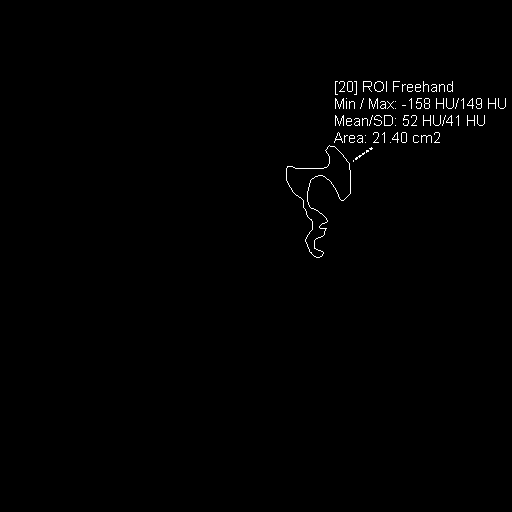 [20] ROI Freehand
Min / Max: -158 HU/149 HU
Mean/SD: 52 HU/41 HU
Area: 21.40 cm2